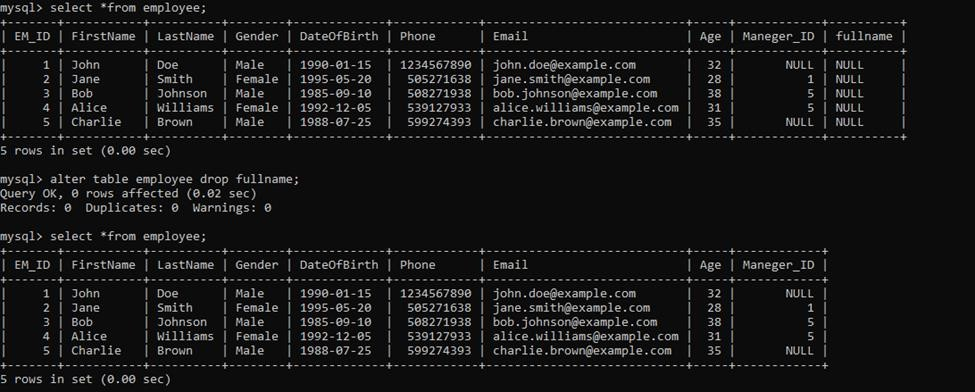 mysql> select *from employee;
+-------+-----------+----------+--------+-------------+------------+----------------------------+-----+------------+----------+
| EM_ID | FirstName | LastName | Gender | DateOfBirth | Phone      | Email                      | Age | Maneger_ID | fullname |
+-------+-----------+----------+--------+-------------+------------+----------------------------+-----+------------+----------+
|     1 | John      | Doe      | Male   | 1990-01-15  | 1234567890 | john.doe@example.com       | 32  |       NULL | NULL     |
|     2 | Jane      | Smith    | Female | 1995-05-20  |  505271638 | jane.smith@example.com     | 28  |          1 | NULL     |
|     3 | Bob       | Johnson  | Male   | 1985-09-10  |  508271938 | bob.johnson@example.com    | 38  |          5 | NULL     |
|     4 | Alice     | Williams | Female | 1992-12-05  |  539127933 | alice.williams@example.com | 31  |          5 | NULL     |
|     5 | Charlie   | Brown    | Male   | 1988-07-25  |  599274393 | charlie.brown@example.com  | 35  |       NULL | NULL     |
+-------+-----------+----------+--------+-------------+------------+----------------------------+-----+------------+----------+
5 rows in set (0.00 sec)
mysql> alter table employee drop fullname;
Query OK, 0 rows affected (0.02 sec)
Records: 0  Duplicates: 0  Warnings: 0
mysql> select *from employee;
+-------+-----------+----------+--------+-------------+------------+----------------------------+-----+------------+
| EM_ID | FirstName | LastName | Gender | DateOfBirth | Phone      | Email                      | Age | Maneger_ID |
+-------+-----------+----------+--------+-------------+------------+----------------------------+-----+------------+
|     1 | John      | Doe      | Male   | 1990-01-15  | 1234567890 | john.doe@example.com       | 32  |       NULL |
|     2 | Jane      | Smith    | Female | 1995-05-20  |  505271638 | jane.smith@example.com     | 28  |          1 |
|     3 | Bob       | Johnson  | Male   | 1985-09-10  |  508271938 | bob.johnson@example.com    | 38  |          5 |
|     4 | Alice     | Williams | Female | 1992-12-05  |  539127933 | alice.williams@example.com | 31  |          5 |
|     5 | Charlie   | Brown    | Male   | 1988-07-25  |  599274393 | charlie.brown@example.com  | 35  |       NULL |
+-------+-----------+----------+--------+-------------+------------+----------------------------+-----+------------+
5 rows in set (0.00 sec)